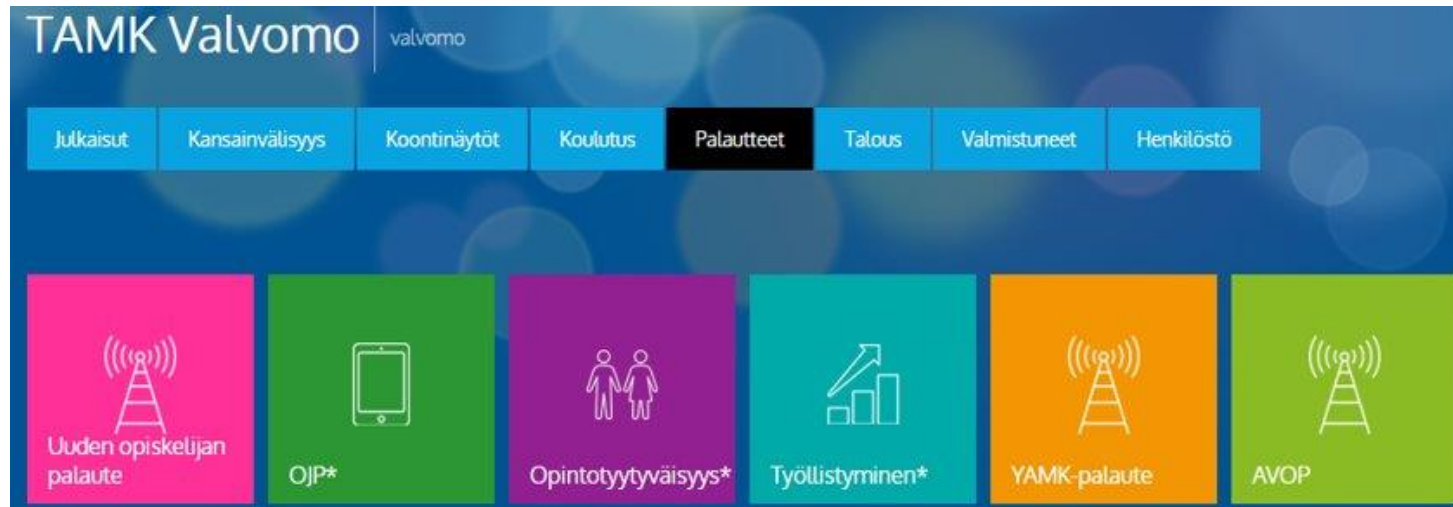 TAMK Valvomo valvomo
Julkaisut Kansainvälisyys Koontinäytöt Koulutus Palautteet Talous Valmistuneet Henkilöstö
Uuden opiskelijan
palaute
OJP*
Opintotyytyväisyys*
Työllistyminen*
YAMK-palaute
AVOP